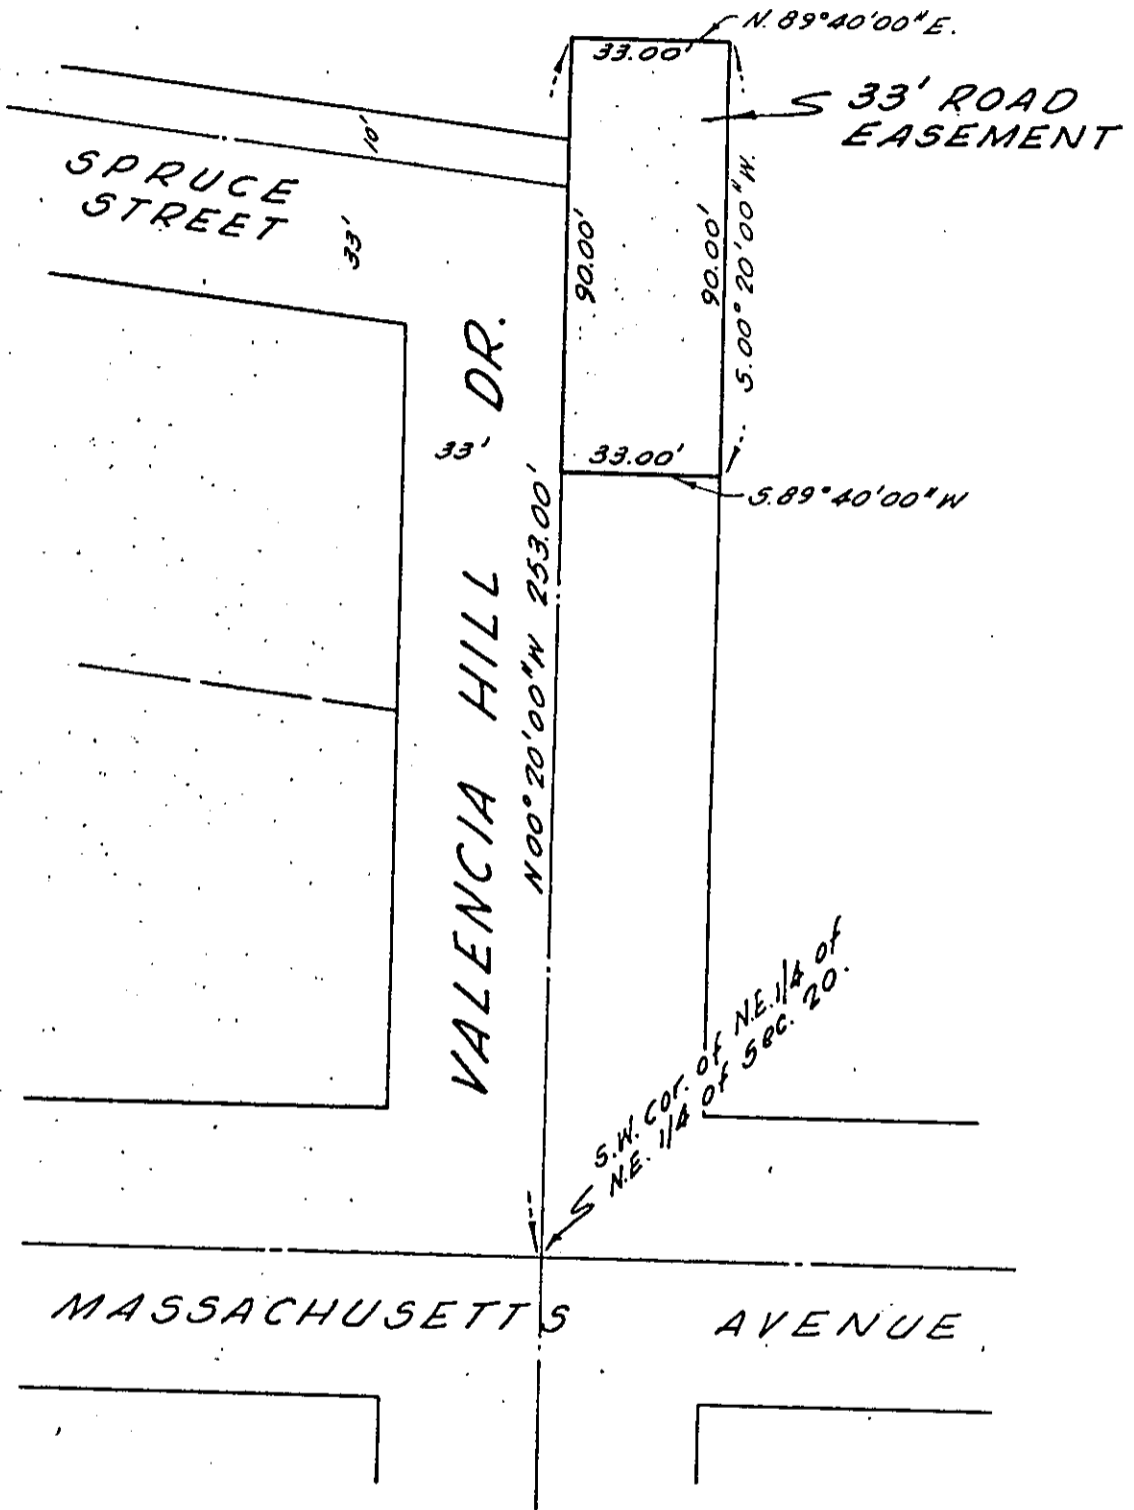 N. 89°40'00" E.
33.00'
33' ROAD
EASEMENT
10'
SPRUCE
STREET
33'
90.00'
90.00'
S. 00° 20' 00" W.
33'
VALENCIA HILL DR.
33.00'
S. 89° 40' 00" W
N 00° 20' 00" W 253.00'
S.W. Cor. of N.E. 1/4 of
N.E. 1/4 of Sec. 20.
MASSACHUSETTS AVENUE